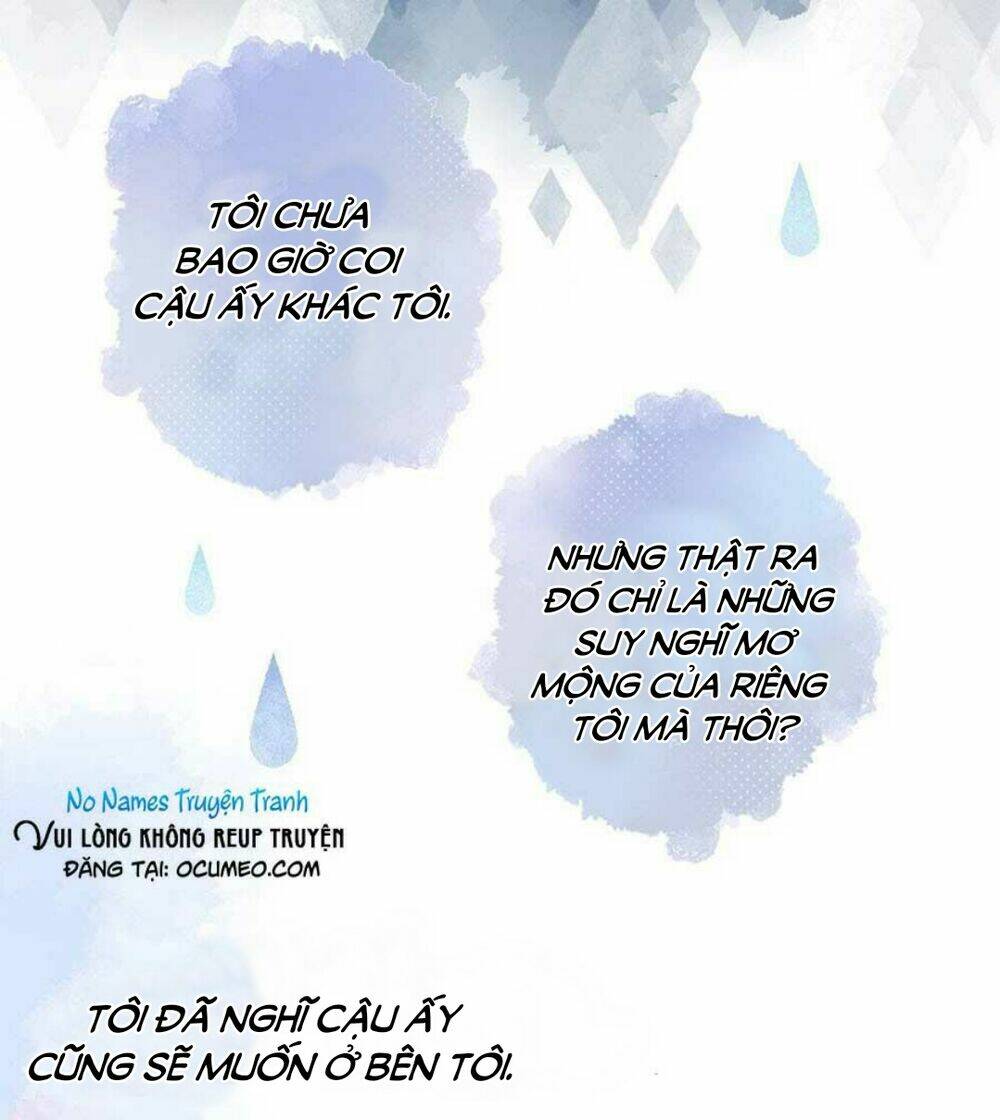 TÔI CHƯA
BAO GIỜ COI
CẬU ẤY KHÁC TÔI.
NHƯNG THẬT RA
ĐÓ CHỈ LÀ NHỮNG
SUY NGHĨ MƠ
MỘNG CỦA RIÊNG
TÔI MÀ THÔI?
No Names Truyện Tranh
VUI LÒNG KHÔNG REUP TRUYỆN
ĐĂNG TẠI: OCUMEO.COM
TÔI ĐÃ NGHĨ CẬU ẤY
CŨNG SẼ MUỐN Ở BÊN TÔI.